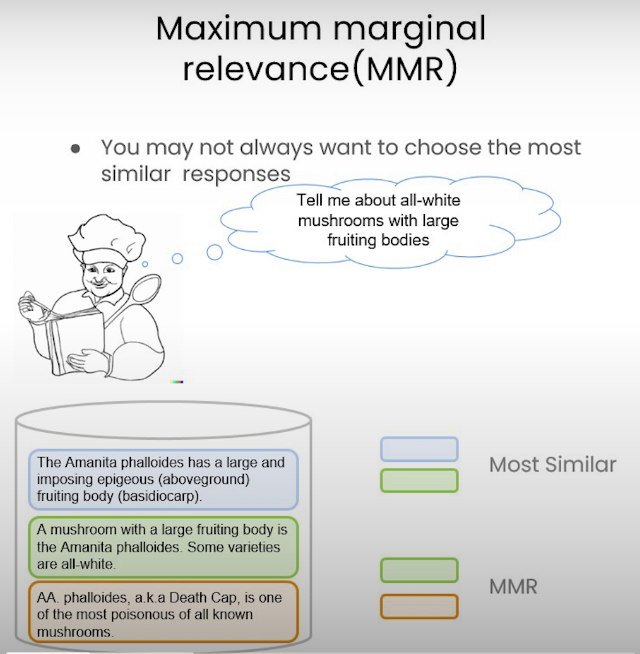 Maximum marginal
relevance(MMR)
● You may not always want to choose the most
similar responses
Tell me about all-white
mushrooms with large
fruiting bodies
The Amanita phalloides has a large and
imposing epigeous (aboveground)
fruiting body (basidiocarp).
A mushroom with a large fruiting body is
the Amanita phalloides. Some varieties
are all-white.
AA. phalloides, a.k.a Death Cap, is one
of the most poisonous of all known
mushrooms.
Most Similar
MMR